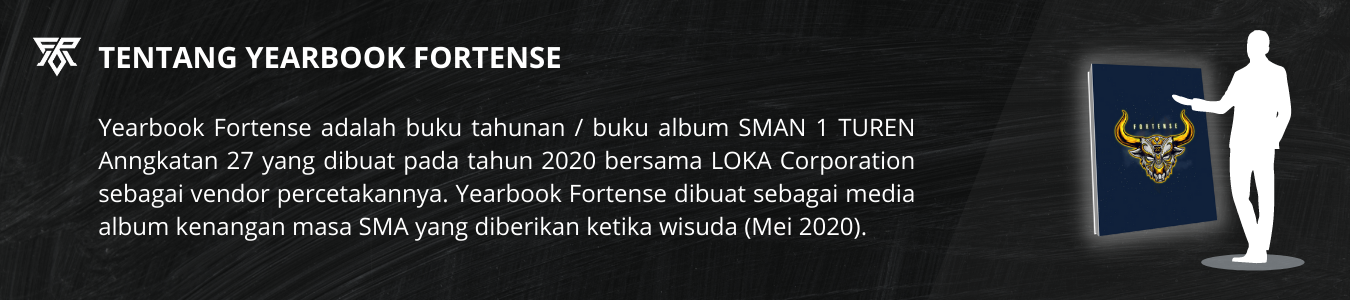 TENTANG YEARBOOK FORTENSE
Yearbook Fortense adalah buku tahunan / buku album SMAN 1 TUREN
Anngkatan 27 yang dibuat pada tahun 2020 bersama LOKA Corporation
sebagai vendor percetakannya. Yearbook Fortense dibuat sebagai media
album kenangan masa SMA yang diberikan ketika wisuda (Mei 2020).
FORTENSE